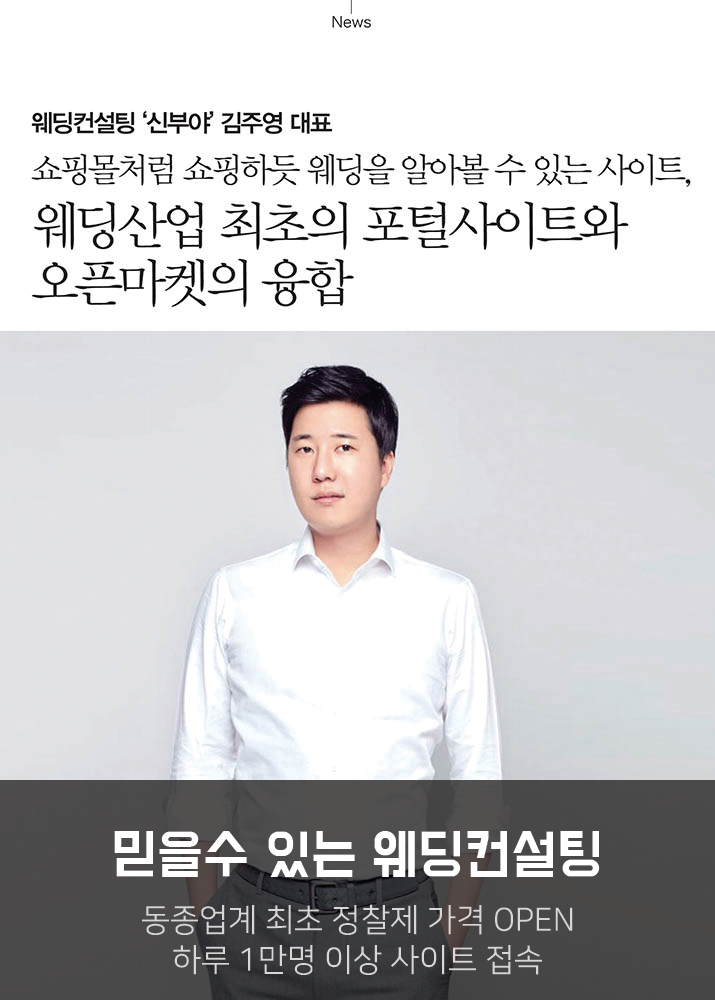 News
웨딩컨설팅 ‘신부야’ 김주영 대표
쇼핑몰처럼 쇼핑하듯 웨딩을 알아볼 수 있는 사이트,
웨딩산업 최초의 포털사이트와
오픈마켓의 융합
믿을수 있는 웨딩컨설팅
동종업계 최초 정찰제 가격 OPEN
하루 1만명 이상 사이트 접속